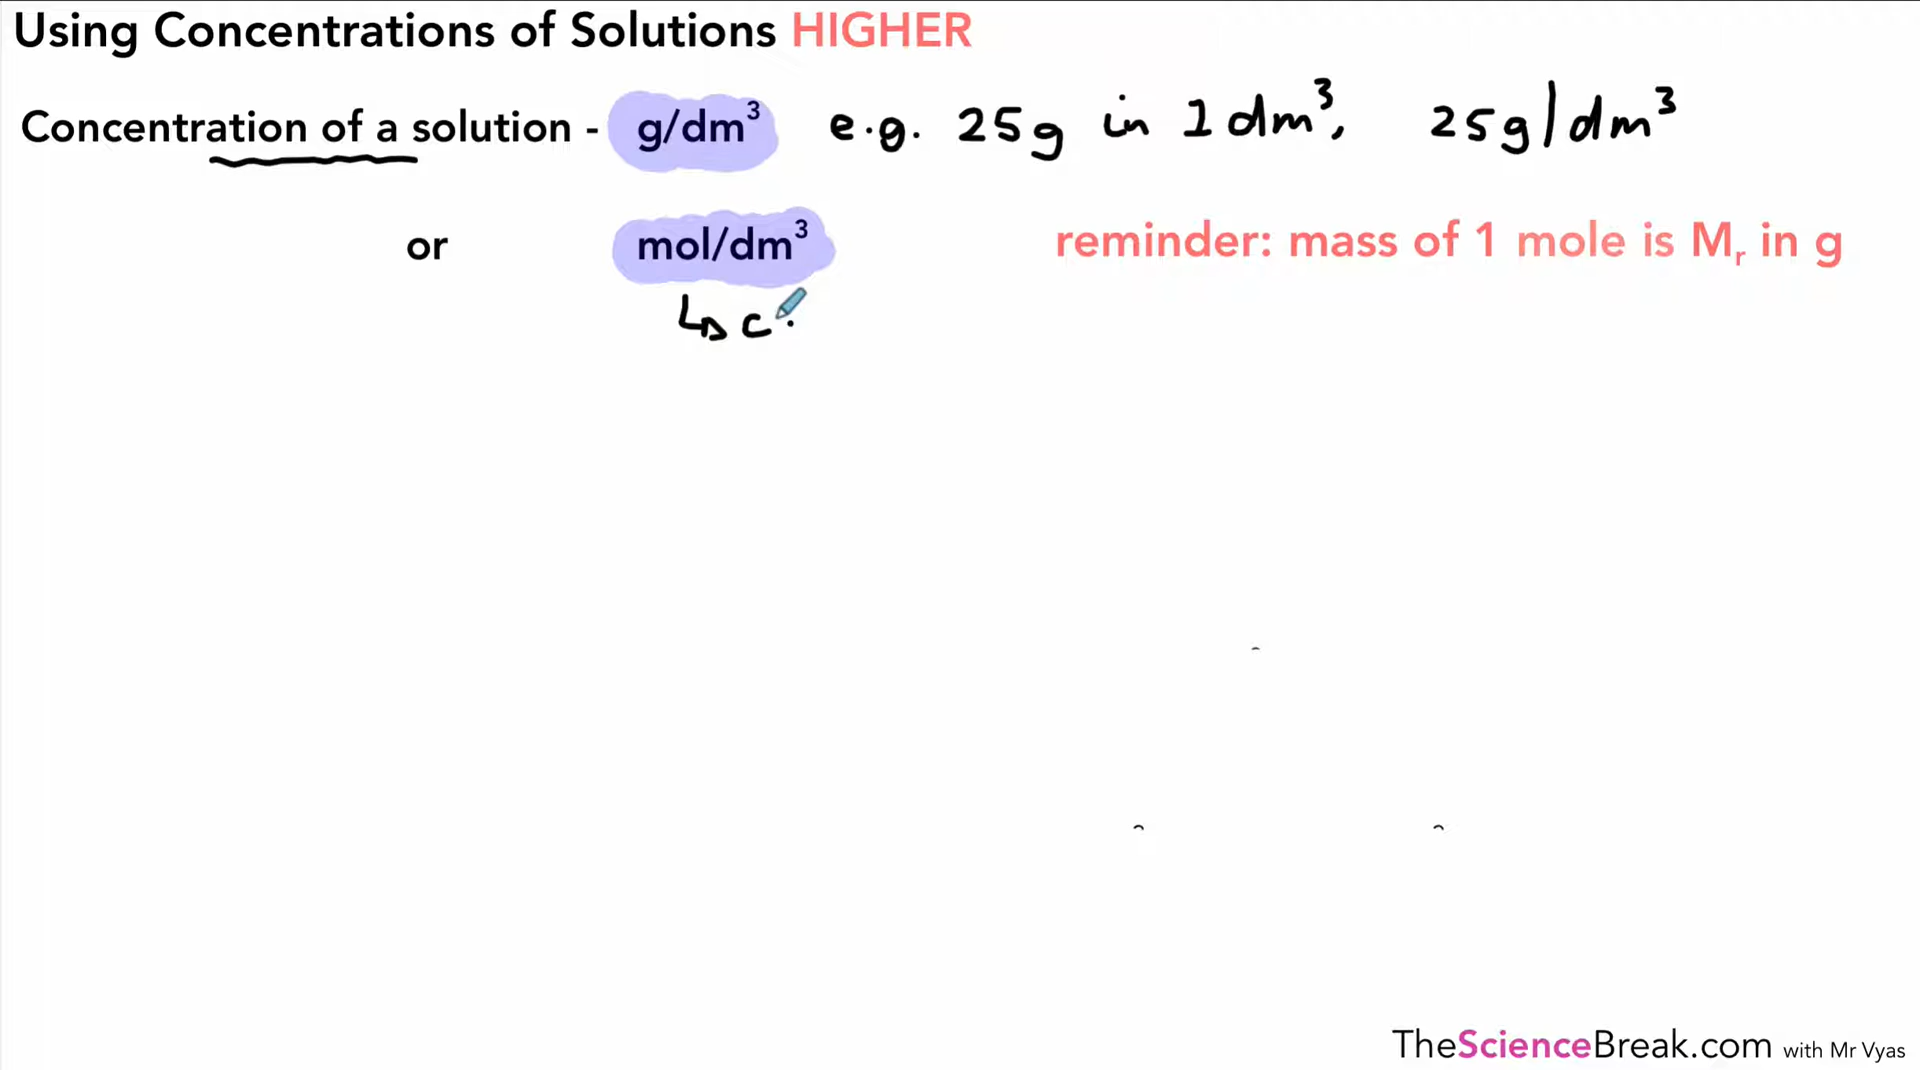 Using Concentrations of Solutions HIGHER
Concentration of a solution - g/dm³ e.g. 25g in 1dm³, 25g/dm³
or mol/dm³ reminder: mass of 1 mole is Mᵣ in g
↳ c
TheScienceBreak.com with Mr Vyas